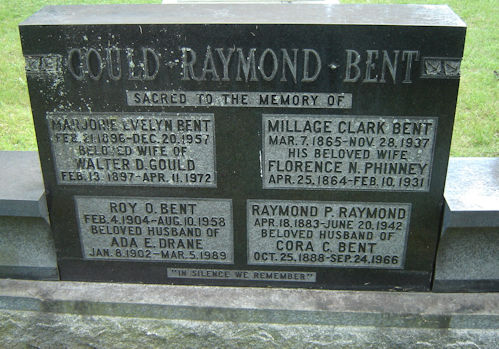 GOULD RAYMOND BENT
SACRED TO THE MEMORY OF
MARJORIE EVELYN BENT
FEB. 21, 1896-DEC. 20, 1957
BELOVED WIFE OF
WALTER D. GOULD
FEB. 13, 1897-APR. 11, 1972
MILLAGE CLARK BENT
MAR. 7, 1865-NOV. 28, 1937
HIS BELOVED WIFE
FLORENCE N. PHINNEY
APR. 25, 1864-FEB. 10, 1931
ROY O. BENT
FEB. 4, 1904-AUG. 10, 1958
BELOVED HUSBAND OF
ADA E. DRANE
JAN. 8, 1902-MAR. 5, 1989
RAYMOND P. RAYMOND
APR. 18, 1883-JUNE 20, 1942
BELOVED HUSBAND OF
CORA C. BENT
OCT. 25, 1888-SEP. 24, 1966
"IN SILENCE WE REMEMBER"